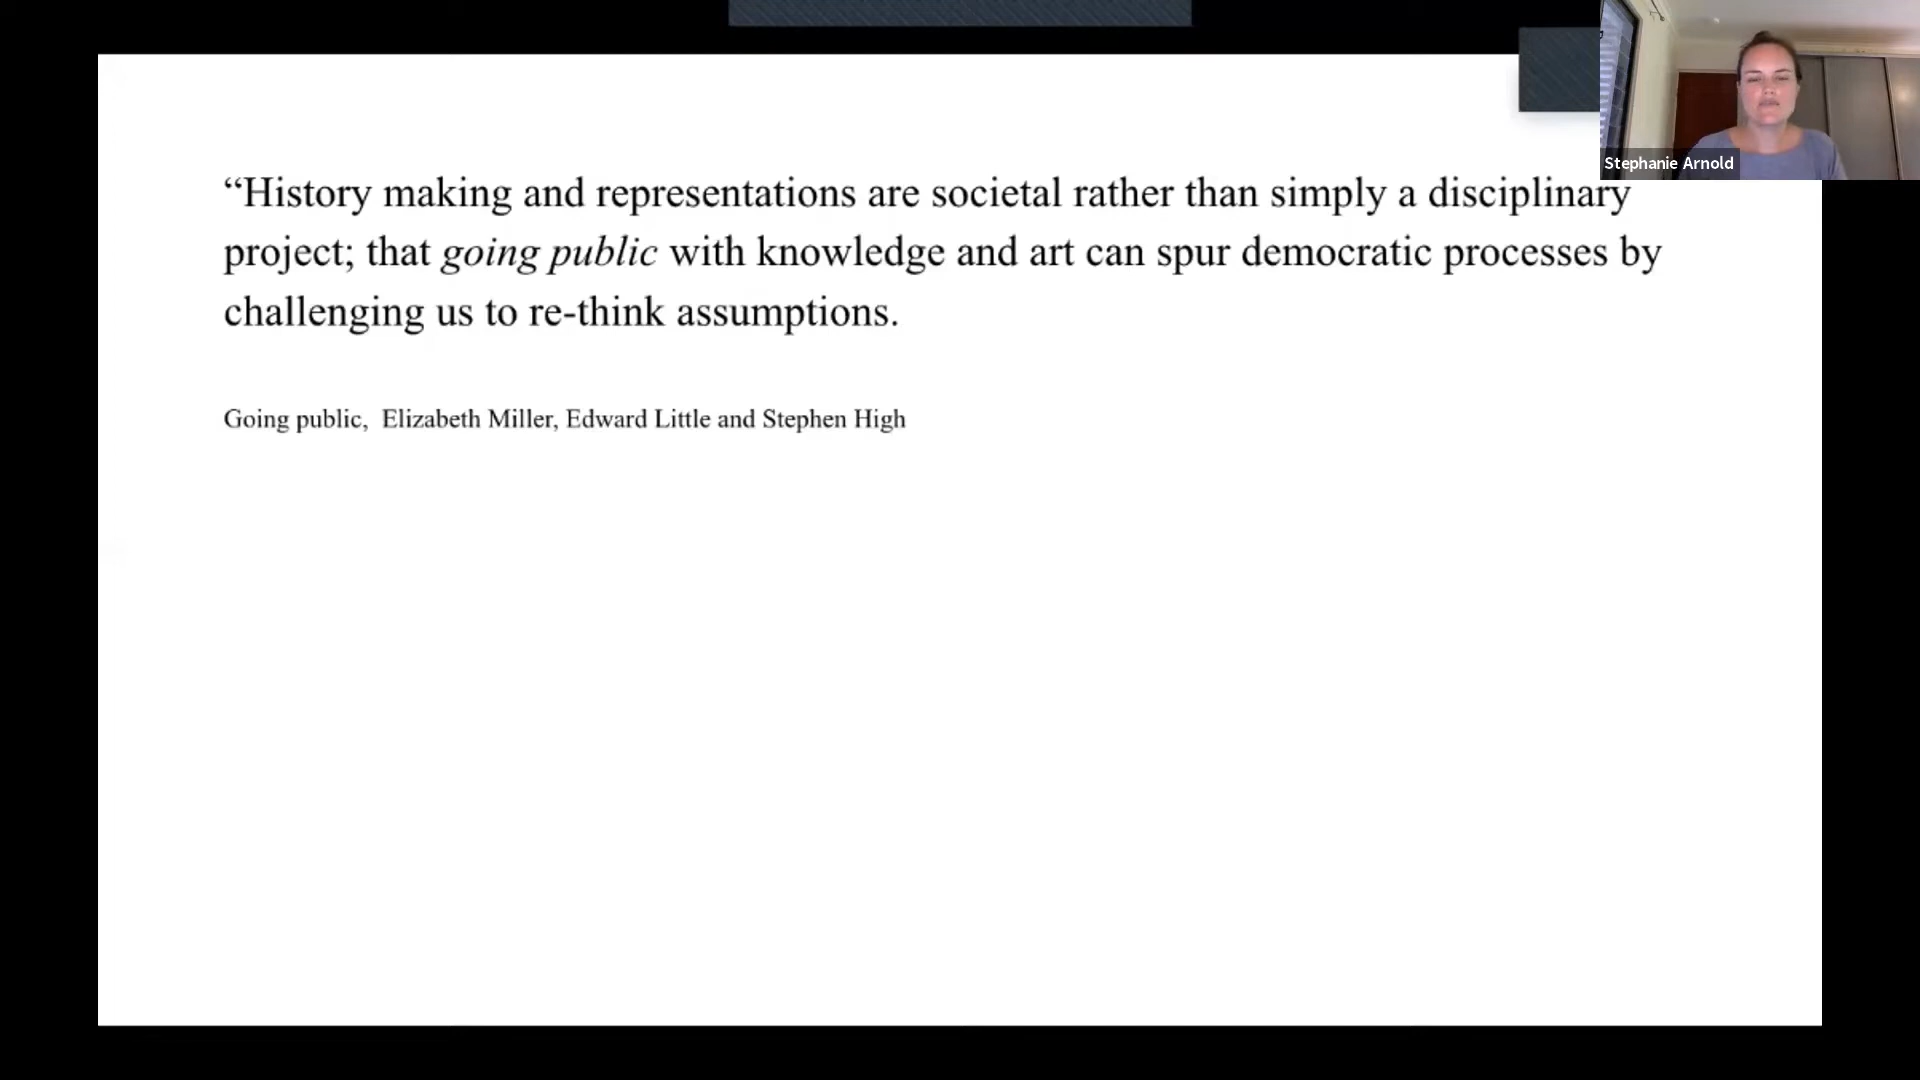 Stephanie Arnold
“History making and representations are societal rather than simply a disciplinary
project; that going public with knowledge and art can spur democratic processes by
challenging us to re-think assumptions.
Going public,  Elizabeth Miller, Edward Little and Stephen High